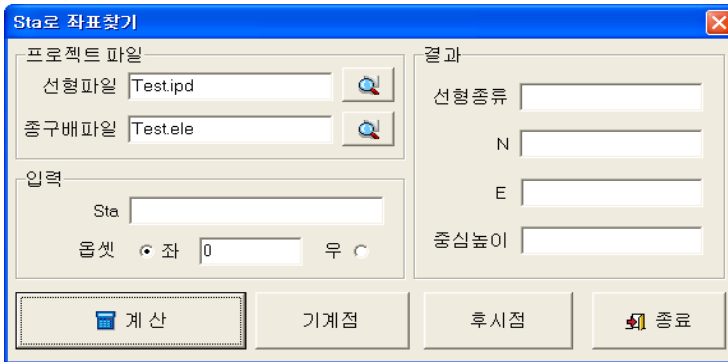 Sta로 좌표찾기
프로젝트 파일
선형파일 Test.ipd
종구배파일 Test.ele
입력
Sta
옵셋 좌 0 우
결과
선형종류
N
E
중심높이
계 산 기계점 후시점 종료